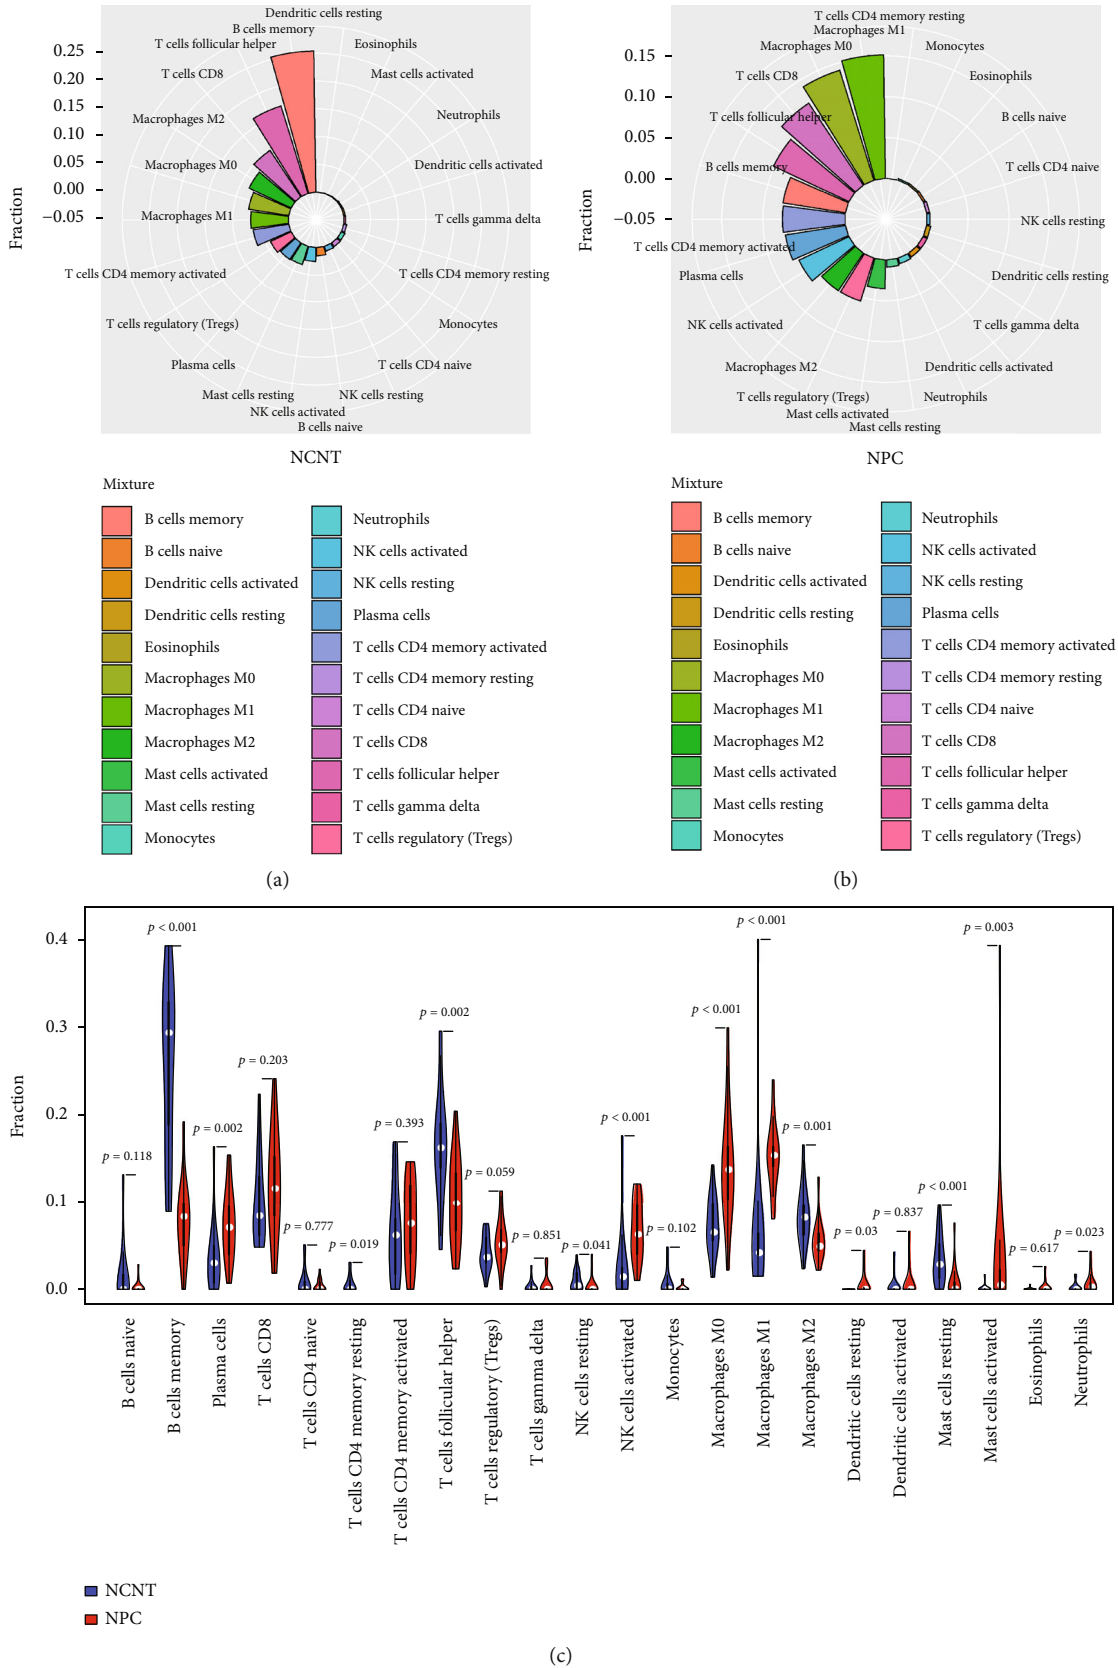 Dendritic cells resting
B cells memory
T cells follicular helper
Eosinophils
T cells CD8
Mast cells activated
Macrophages M2
Neutrophils
Macrophages M0
Dendritic cells activated
Macrophages M1
T cells gamma delta
T cells CD4 memory activated
T cells CD4 memory resting
T cells regulatory (Tregs)
Monocytes
Plasma cells
T cells CD4 naive
Mast cells resting
NK cells resting
NK cells activated
B cells naive
0.25
0.20
0.15
0.10
0.05
0.00
−0.05
Fraction
NCNT
Mixture
B cells memory
B cells naive
Dendritic cells activated
Dendritic cells resting
Eosinophils
Macrophages M0
Macrophages M1
Macrophages M2
Mast cells activated
Mast cells resting
Monocytes
Neutrophils
NK cells activated
NK cells resting
Plasma cells
T cells CD4 memory activated
T cells CD4 memory resting
T cells CD4 naive
T cells CD8
T cells follicular helper
T cells gamma delta
T cells regulatory (Tregs)
(a)
T cells CD4 memory resting
Macrophages M1
Macrophages M0
Monocytes
T cells CD8
Eosinophils
T cells follicular helper
B cells naive
B cells memory
T cells CD4 naive
NK cells resting
T cells CD4 memory activated
Plasma cells
Dendritic cells resting
NK cells activated
T cells gamma delta
Macrophages M2
Dendritic cells activated
T cells regulatory (Tregs)
Neutrophils
Mast cells activated
Mast cells resting
0.15
0.10
0.05
0.00
−0.05
Fraction
NPC
Mixture
B cells memory
B cells naive
Dendritic cells activated
Dendritic cells resting
Eosinophils
Macrophages M0
Macrophages M1
Macrophages M2
Mast cells activated
Mast cells resting
Monocytes
Neutrophils
NK cells activated
NK cells resting
Plasma cells
T cells CD4 memory activated
T cells CD4 memory resting
T cells CD4 naive
T cells CD8
T cells follicular helper
T cells gamma delta
T cells regulatory (Tregs)
(b)
0.4
0.3
0.2
0.1
0.0
Fraction
p = 0.118
p < 0.001
p = 0.002
p = 0.203
p = 0.777
p = 0.019
p = 0.393
p = 0.002
p = 0.059
p = 0.851
p = 0.041
p < 0.001
p = 0.102
p < 0.001
p < 0.001
p = 0.001
p = 0.03
p = 0.837
p < 0.001
p = 0.003
p = 0.617
p = 0.023
B cells naive
B cells memory
Plasma cells
T cells CD8
T cells CD4 naive
T cells CD4 memory resting
T cells CD4 memory activated
T cells follicular helper
T cells regulatory (Tregs)
T cells gamma delta
NK cells resting
NK cells activated
Monocytes
Macrophages M0
Macrophages M1
Macrophages M2
Dendritic cells resting
Dendritic cells activated
Mast cells resting
Mast cells activated
Eosinophils
Neutrophils
NCNT
NPC
(c)